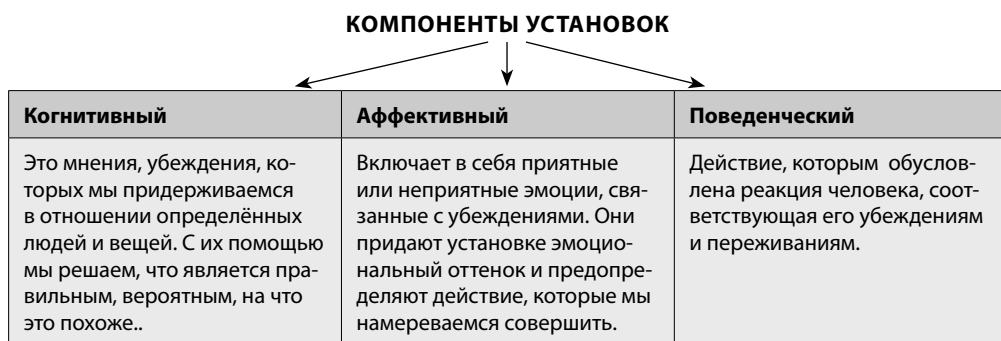 КОМПОНЕНТЫ УСТАНОВОК
Когнитивный
Это мнения, убеждения, ко-
торых мы придерживаемся
в отношении определённых
людей и вещей. С их помощью
мы решаем, что является пра-
вильным, вероятным, на что
это похоже..
Аффективный
Включает в себя приятные
или неприятные эмоции, свя-
занные с убеждениями. Они
придают установке эмоцио-
нальный оттенок и предопре-
деляют действие, которые мы
намереваемся совершить.
Поведенческий
Действие, которым обуслов-
лена реакция человека, соот-
ветствующая его убеждениям
и переживаниям.